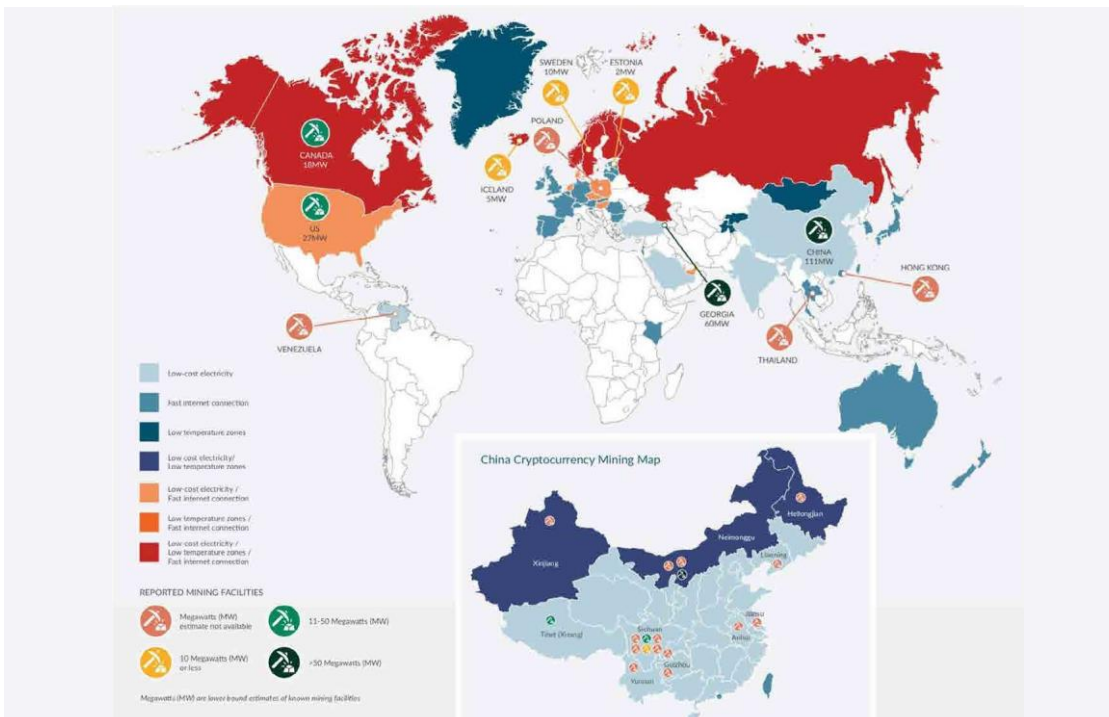 SWEDEN
10MW
ESTONIA
2MW
POLAND
CANADA
18MW
ICELAND
5MW
US
27MW
CHINA
111MW
HONG KONG
GEORGIA
60MW
VENEZUELA
THAILAND
Low-cost electricity
Fast internet connection
Low temperature zones
Low-cost electricity/
Low temperature zones
Low-cost electricity /
Fast internet connection
Low temperature zones /
Fast internet connection
Low-cost electricity /
Low temperature zones /
Fast internet connection
REPORTED MINING FACILITIES
Megawatts (MW)
estimate not available
11-50 Megawatts (MW)
10 Megawatts (MW)
or less
>50 Megawatts (MW)
Megawatts (MW) are lower bound estimates of known mining facilities
China Cryptocurrency Mining Map
Heilongjian
Neimonggu
Xinjiang
Liaoning
Jiansu
Anhui
Tibet (Xizang)
Sichuan
Guizhou
Yunnan